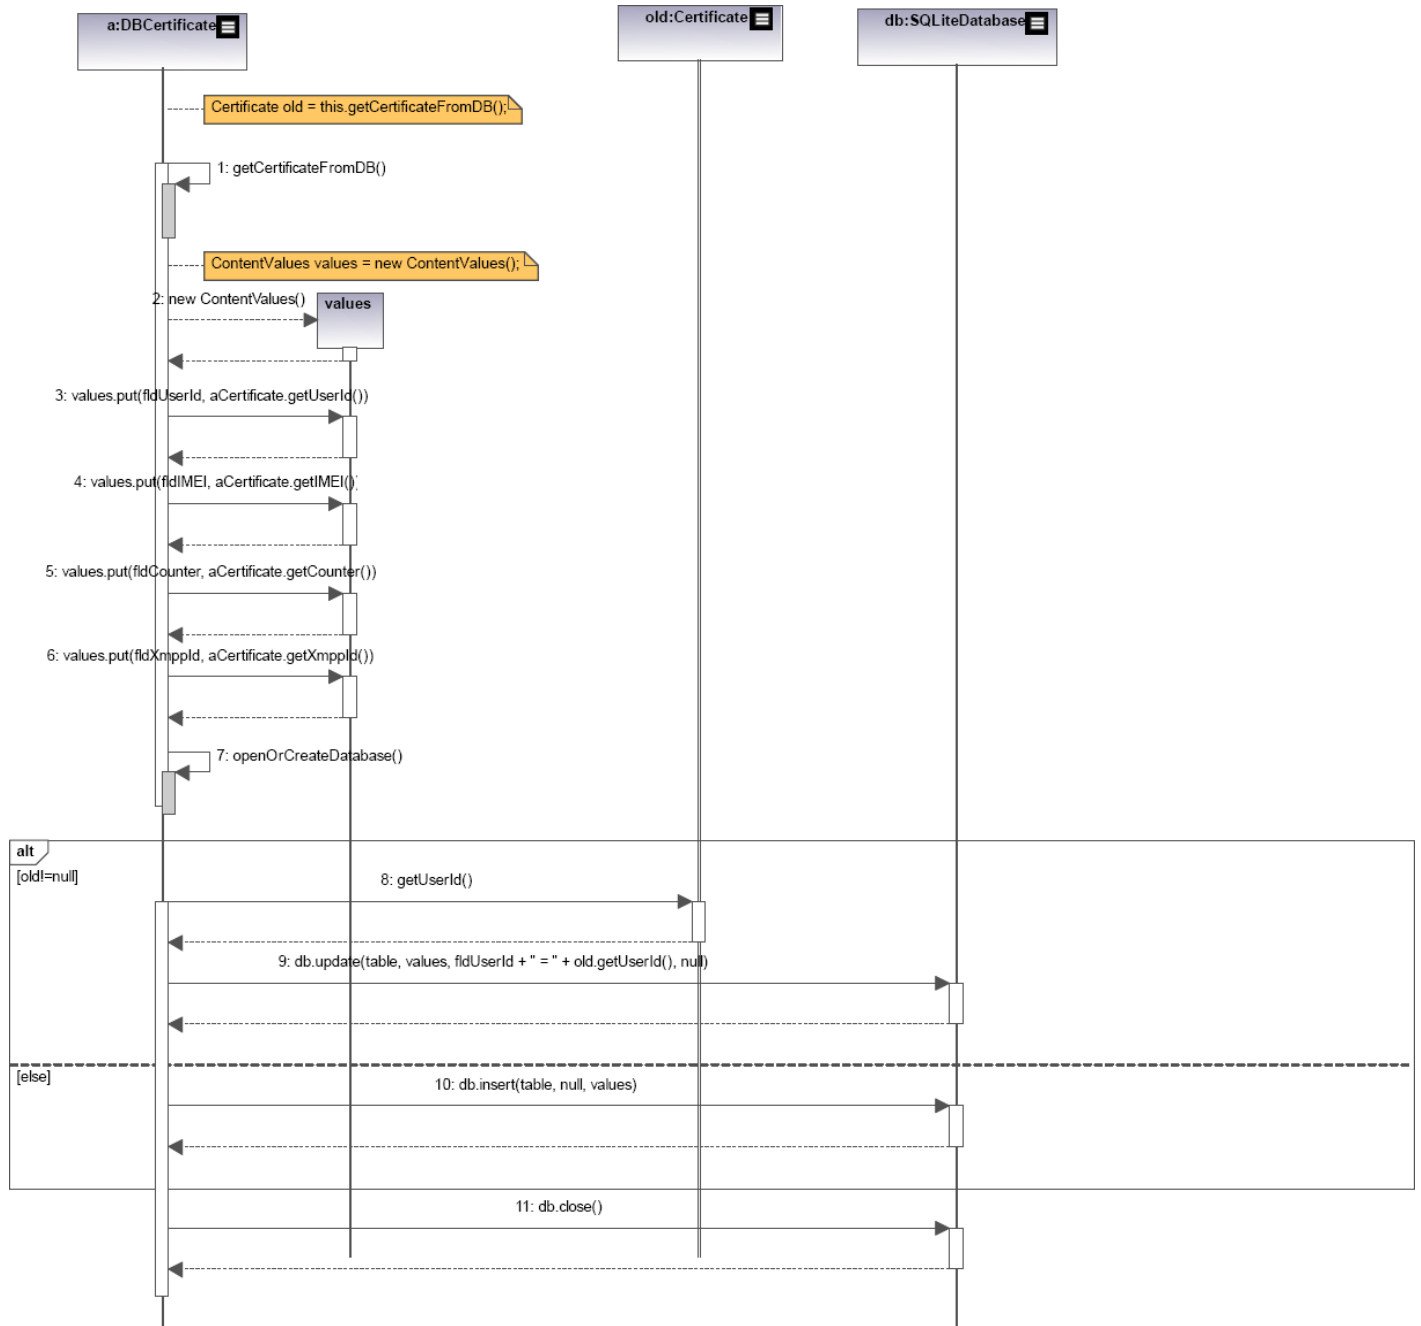 a:DBCertificate
old:Certificate
db:SQLiteDatabase
Certificate old = this.getCertificateFromDB();
1: getCertificateFromDB()
ContentValues values = new ContentValues();
2: new ContentValues()
values
3: values.put(fldUserId, aCertificate.getUserId())
4: values.put(fldIMEI, aCertificate.getIMEI())
5: values.put(fldCounter, aCertificate.getCounter())
6: values.put(fldXmppId, aCertificate.getXmppId())
7: openOrCreateDatabase()
alt
[old!=null]
8: getUserId()
9: db.update(table, values, fldUserId + " = " + old.getUserId(), null)
[else]
10: db.insert(table, null, values)
11: db.close()